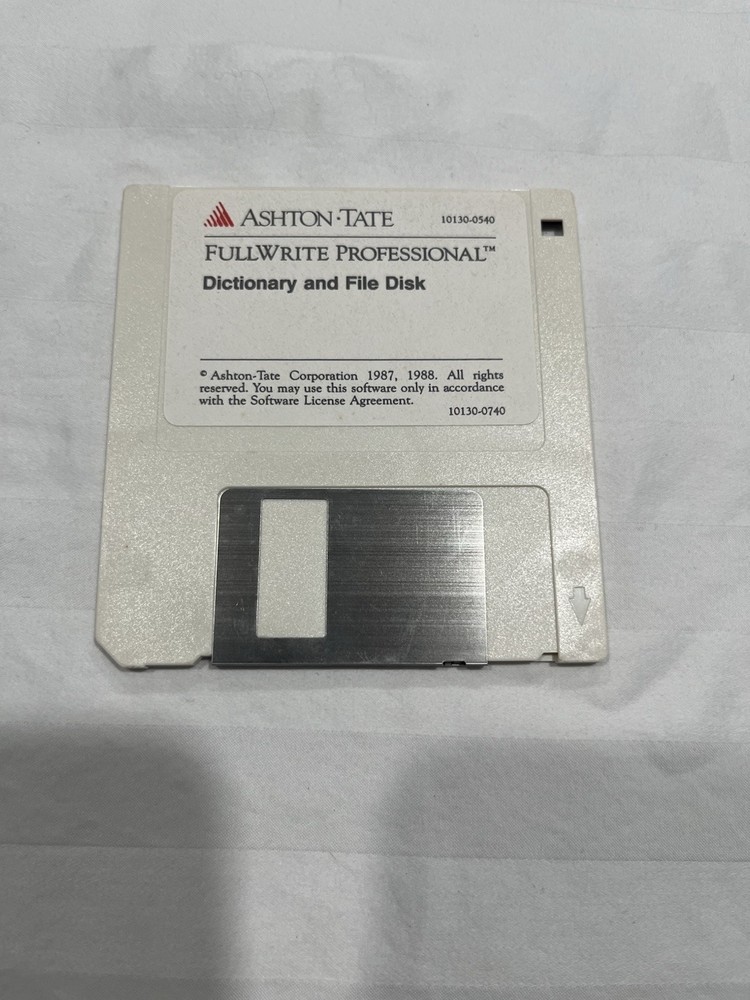 ASHTON·TATE 10130-0540
FULLWRITE PROFESSIONAL™
Dictionary and File Disk
© Ashton-Tate Corporation 1987, 1988. All rights
reserved. You may use this software only in accordance
with the Software License Agreement.
10130-0740